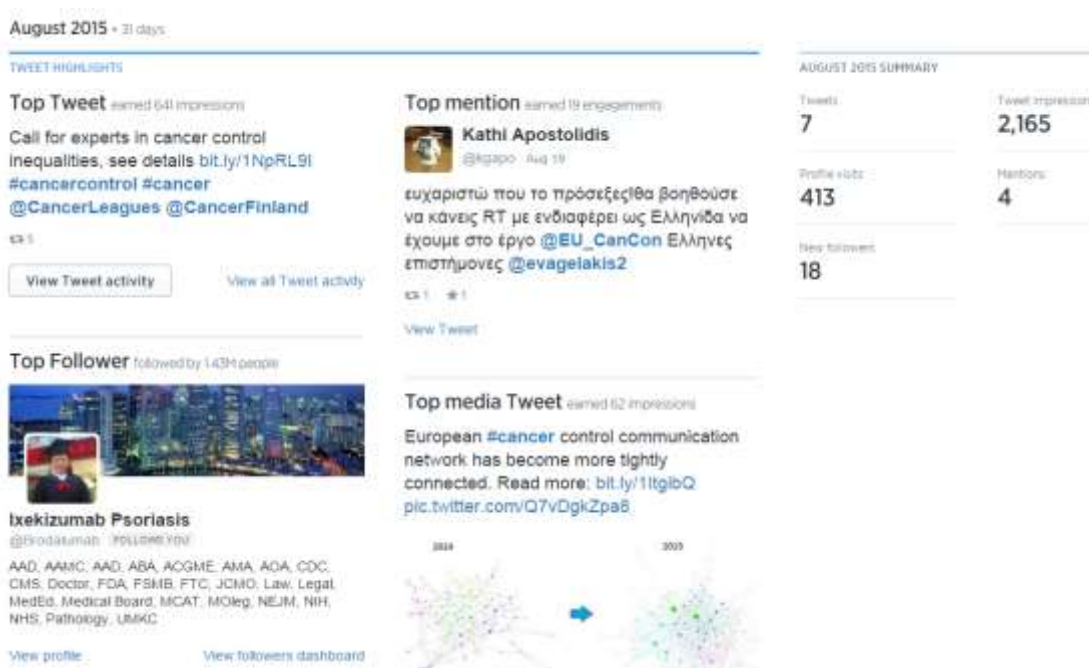 August 2015 • 31 days
TWEET HIGHLIGHTS
Top Tweet earned 641 impressions
Call for experts in cancer control
inequalities, see details bit.ly/1NpRL9I
#cancercontrol #cancer
@CancerLeagues @CancerFinland
5
View Tweet activity
View all Tweet activity
Top Follower followed by 1.43M people
Ixekizumab Psoriasis
@Brodalumab FOLLOWS YOU
AAD, AAMC, AAD, ABA, ACGME, AMA, AOA, CDC,
CMS, Doctor, FDA, FSMB, FTC, JCMO, Law, Legal,
MedEd, Medical Board, MCAT, MOleg, NEJM, NIH,
NHS, Pathology, UMKC
View profile
View followers dashboard
Top mention earned 19 engagements
Kathi Apostolidis
@kgapo Aug 19
ευχαριστώ που το πρόσεξες!θα βοηθούσε
να κάνεις RT με ενδιαφέρει ως Ελληνίδα να
έχουμε στο έργο @EU_CanCon Ελληνες
επιστήμονες @evagelakis2
1 1
View Tweet
Top media Tweet earned 62 impressions
European #cancer control communication
network has become more tightly
connected. Read more: bit.ly/1ItgibQ
pic.twitter.com/Q7vDgkZpa6
2014 2015
AUGUST 2015 SUMMARY
Tweets
7
Tweet impressions
2,165
Profile visits
413
Mentions
4
New followers
18